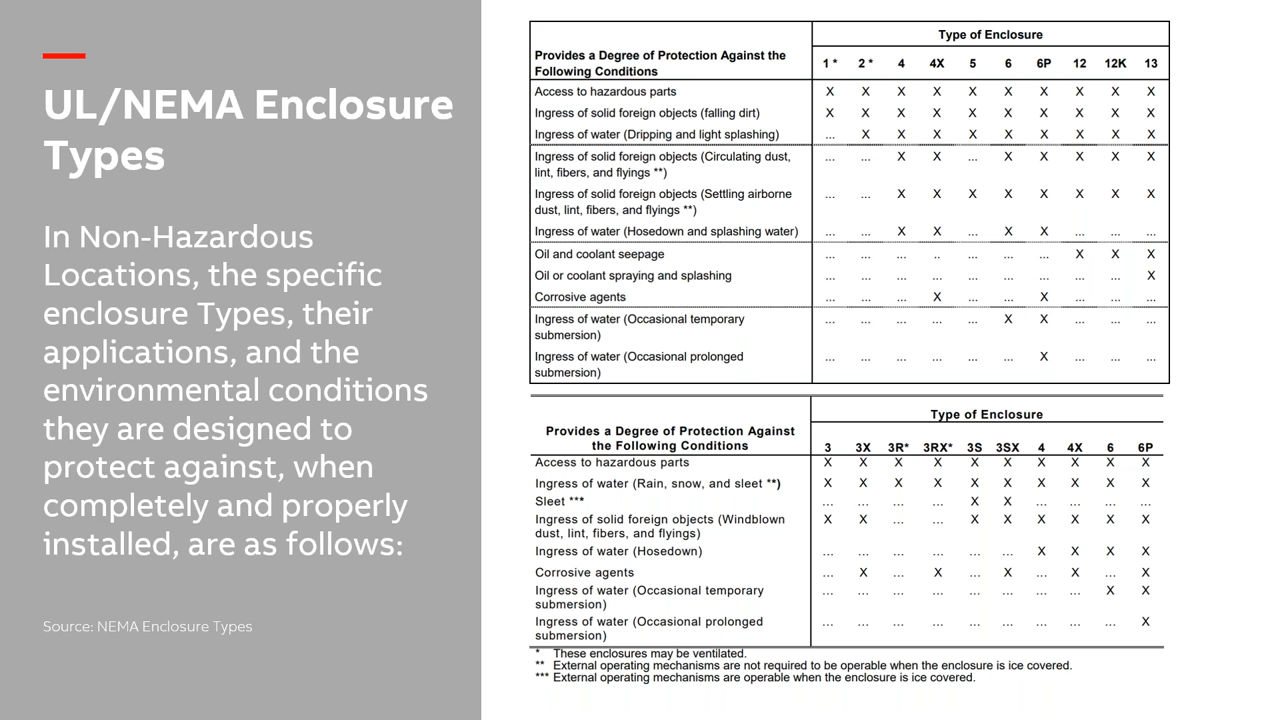 UL/NEMA Enclosure
Types
In Non-Hazardous
Locations, the specific
enclosure Types, their
applications, and the
environmental conditions
they are designed to
protect against, when
completely and properly
installed, are as follows:
Source: NEMA Enclosure Types
Type of Enclosure
Provides a Degree of Protection Against the
Following Conditions
1 * 2 * 4 4X 5 6 6P 12 12K 13
Access to hazardous parts X X X X X X X X X X
Ingress of solid foreign objects (falling dirt) X X X X X X X X X X
Ingress of water (Dripping and light splashing) ... X X X X X X X X X
Ingress of solid foreign objects (Circulating dust, ... ... X X ... X X X X X
lint, fibers, and flyings **)
Ingress of solid foreign objects (Settling airborne ... ... X X X X X X X X
dust, lint, fibers, and flyings **)
Ingress of water (Hosedown and splashing water) ... ... X X ... X X ... ... ...
Oil and coolant seepage ... ... ... .. ... ... ... X X X
Oil or coolant spraying and splashing ... ... ... ... ... ... ... ... ... X
Corrosive agents ... ... ... X ... ... X ... ... ...
Ingress of water (Occasional temporary ... ... ... ... ... X X ... ... ...
submersion)
Ingress of water (Occasional prolonged ... ... ... ... ... ... X ... ... ...
submersion)
Type of Enclosure
Provides a Degree of Protection Against
the Following Conditions
3 3X 3R* 3RX* 3S 3SX 4 4X 6 6P
Access to hazardous parts X X X X X X X X X X
Ingress of water (Rain, snow, and sleet **) X X X X X X X X X X
Sleet *** ... ... ... ... X X ... ... ... ...
Ingress of solid foreign objects (Windblown X X ... ... X X X X X X
dust, lint, fibers, and flyings)
Ingress of water (Hosedown) ... ... ... ... ... ... X X X X
Corrosive agents ... X ... X ... X ... X ... X
Ingress of water (Occasional temporary ... ... ... ... ... ... ... ... X X
submersion)
Ingress of water (Occasional prolonged ... ... ... ... ... ... ... ... ... X
submersion)
* These enclosures may be ventilated.
** External operating mechanisms are not required to be operable when the enclosure is ice covered.
*** External operating mechanisms are operable when the enclosure is ice covered.